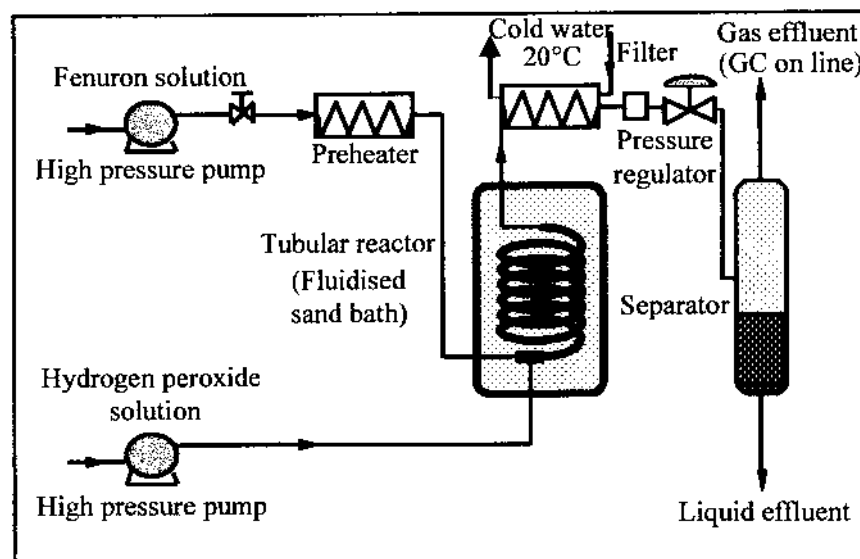 Cold water
20°C
Filter
Gas effluent
(GC on line)
Fenuron solution
High pressure pump
Preheater
Pressure
regulator
Tubular reactor
(Fluidised
sand bath)
Separator
Hydrogen peroxide
solution
High pressure pump
Liquid effluent